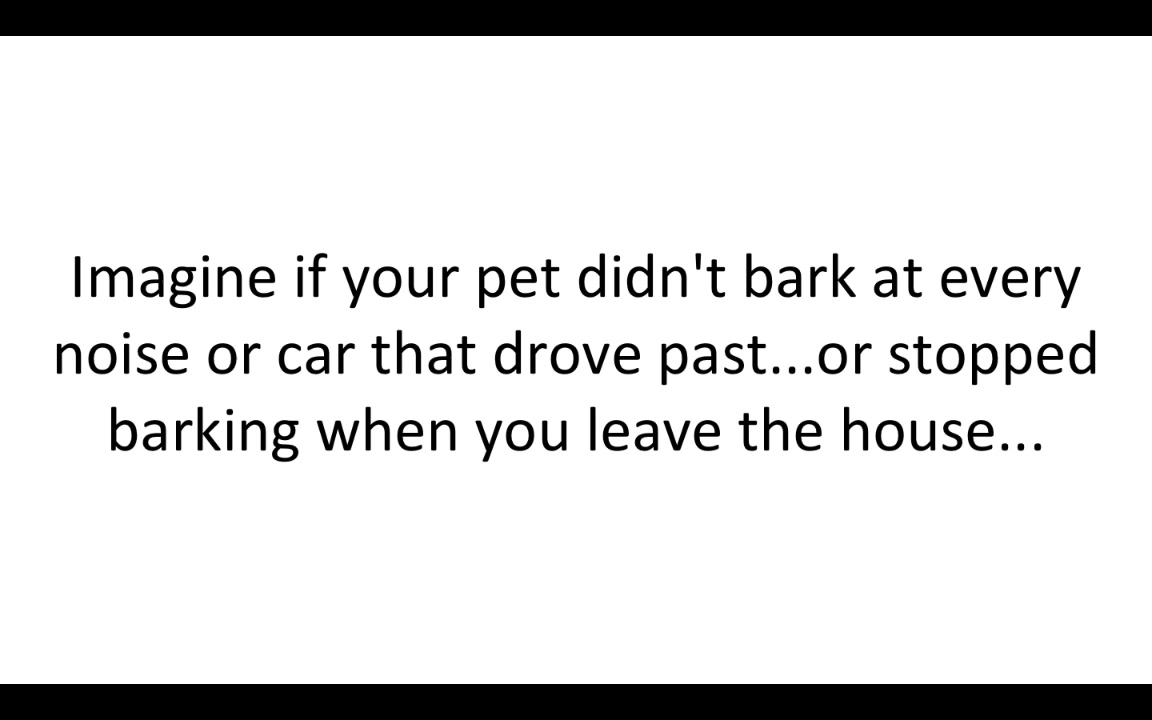 Imagine if your pet didn't bark at every
noise or car that drove past...or stopped
barking when you leave the house...